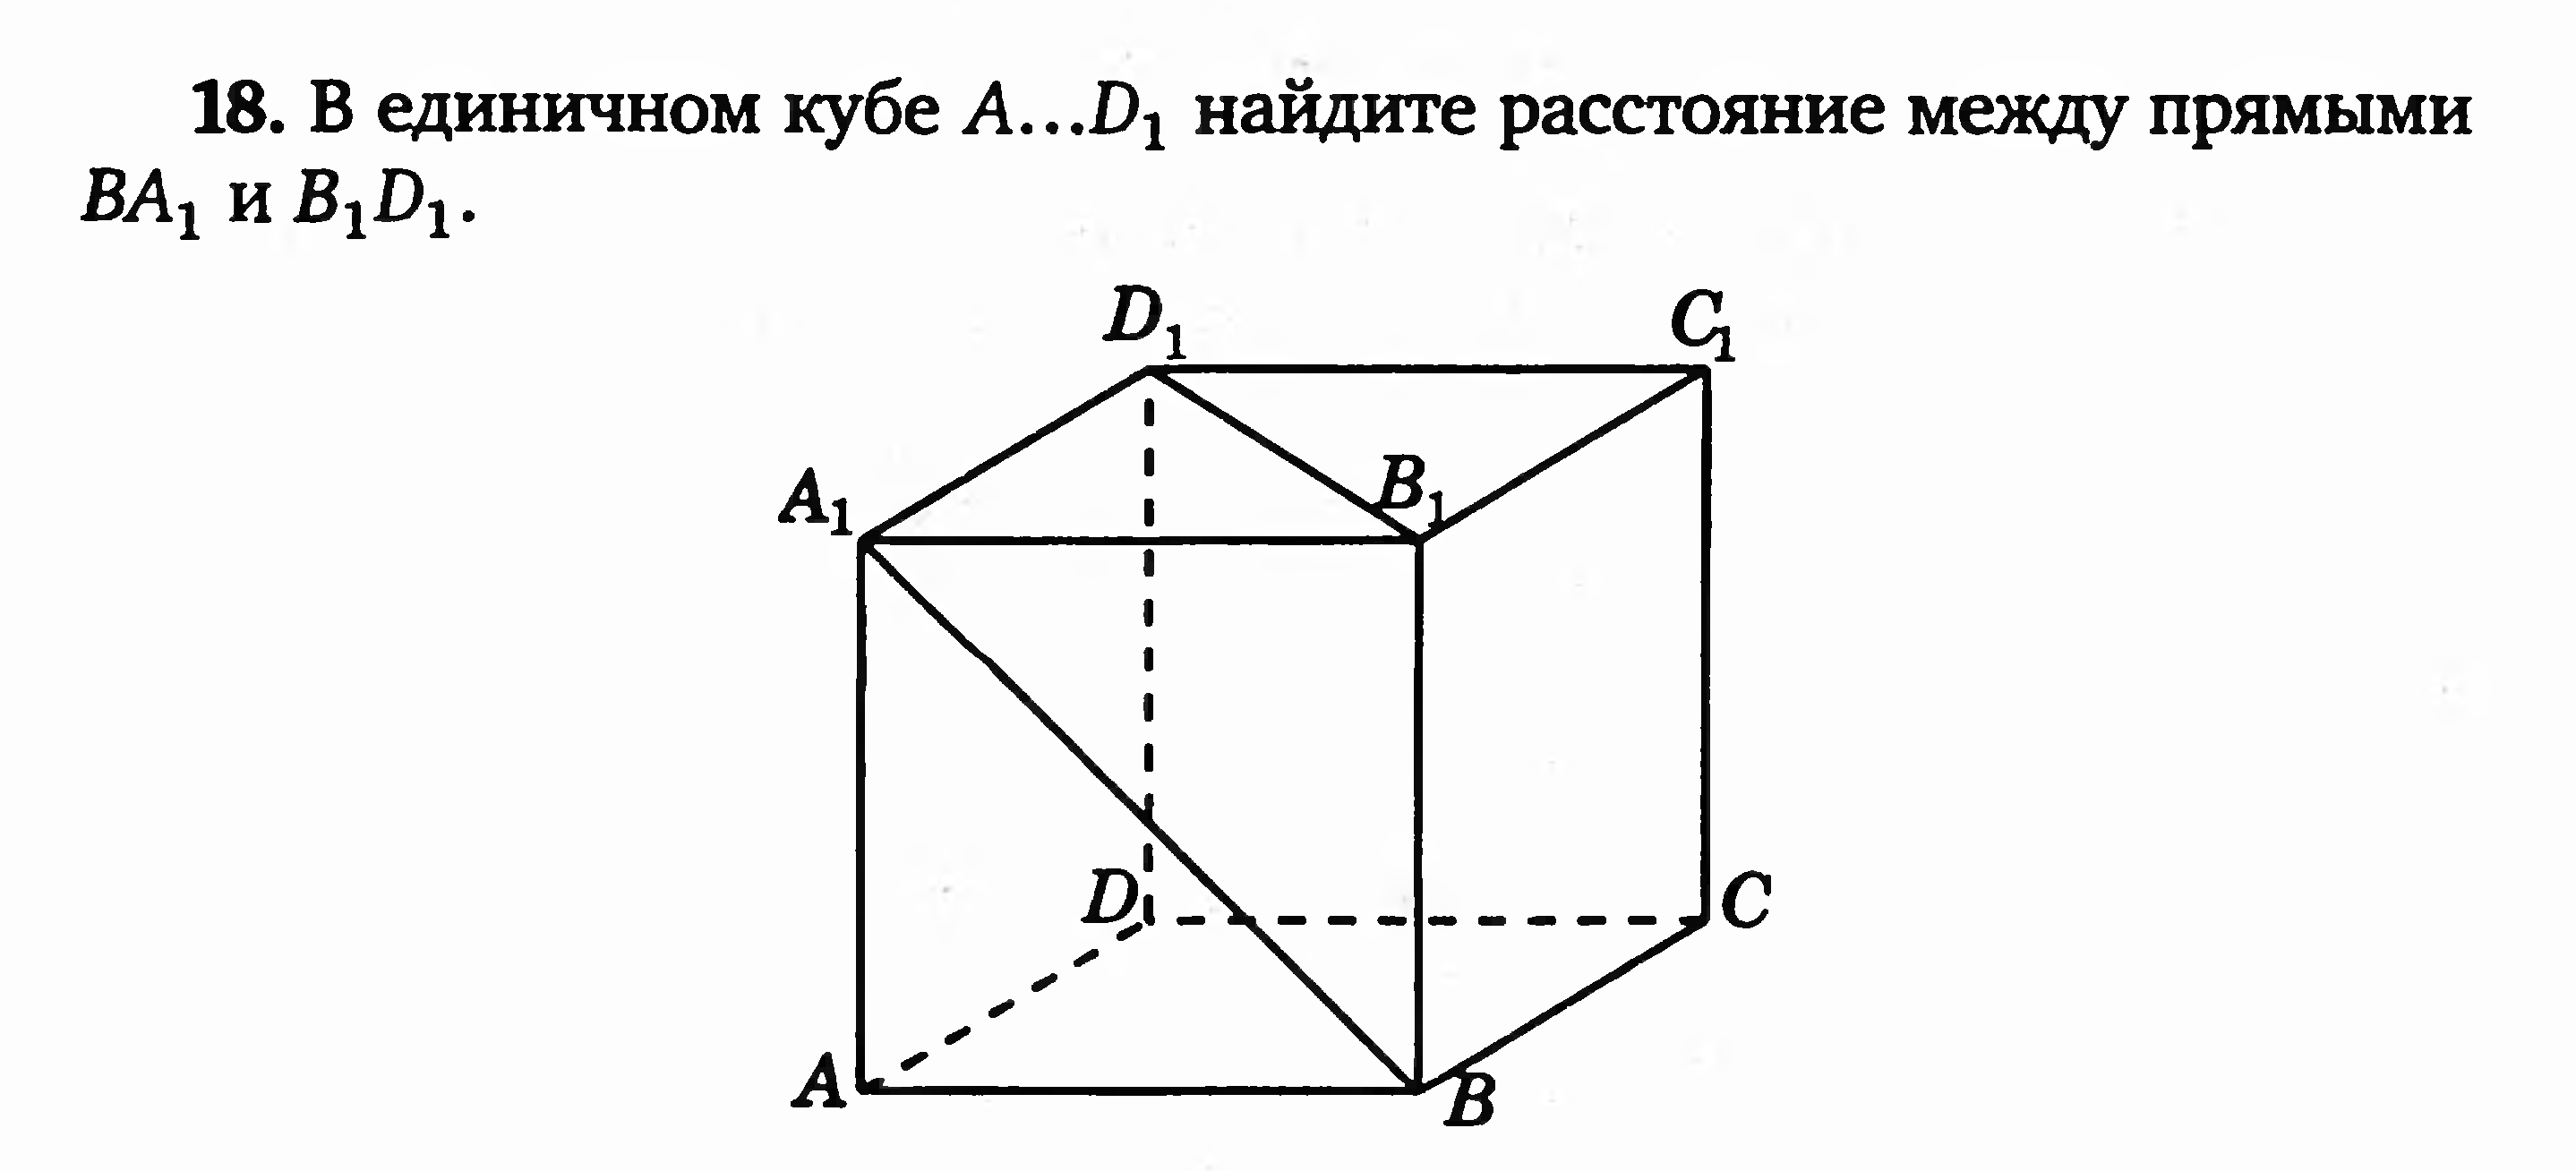 18. В единичном кубе A...D₁ найдите расстояние между прямыми
BA₁ и B₁D₁.
D₁
C₁
A₁
B₁
D
C
A
B